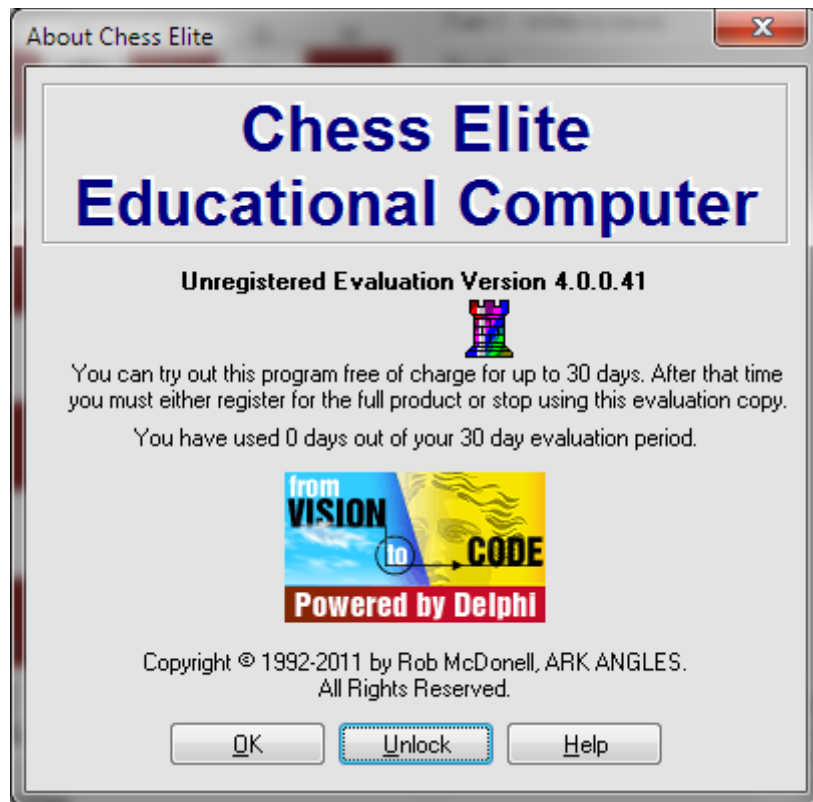 About Chess Elite
Chess Elite
Educational Computer
Unregistered Evaluation Version 4.0.0.41
You can try out this program free of charge for up to 30 days. After that time
you must either register for the full product or stop using this evaluation copy.
You have used 0 days out of your 30 day evaluation period.
from
VISION
to CODE
Powered by Delphi
Copyright © 1992-2011 by Rob McDonell, ARK ANGLES.
All Rights Reserved.
OK Unlock Help